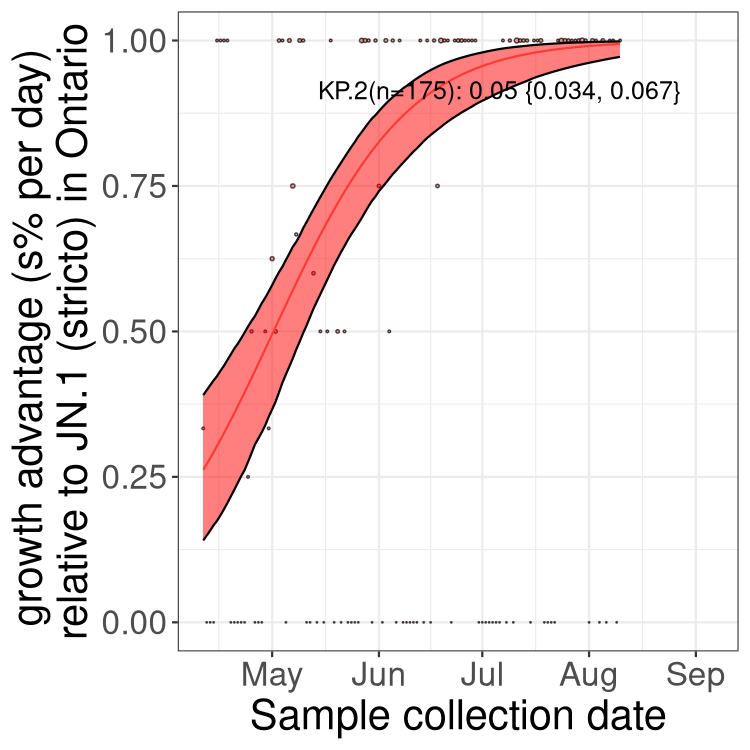 growth advantage (s% per day)
relative to JN.1 (stricto) in Ontario
1.00
KP.2(n=175): 0.05 {0.034, 0.067}
0.75
0.50
0.25
0.00
May Jun Jul Aug Sep
Sample collection date